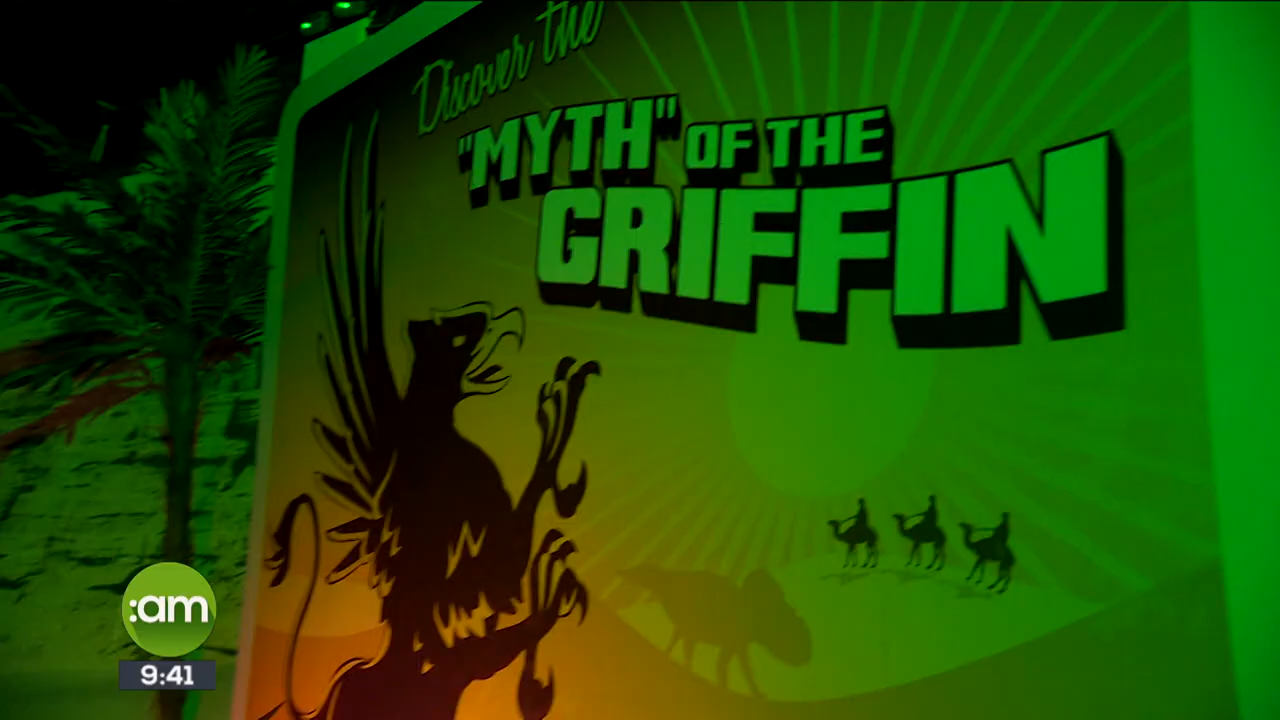 Discover the
"MYTH" OF THE
GRIFFIN
:am
9:41